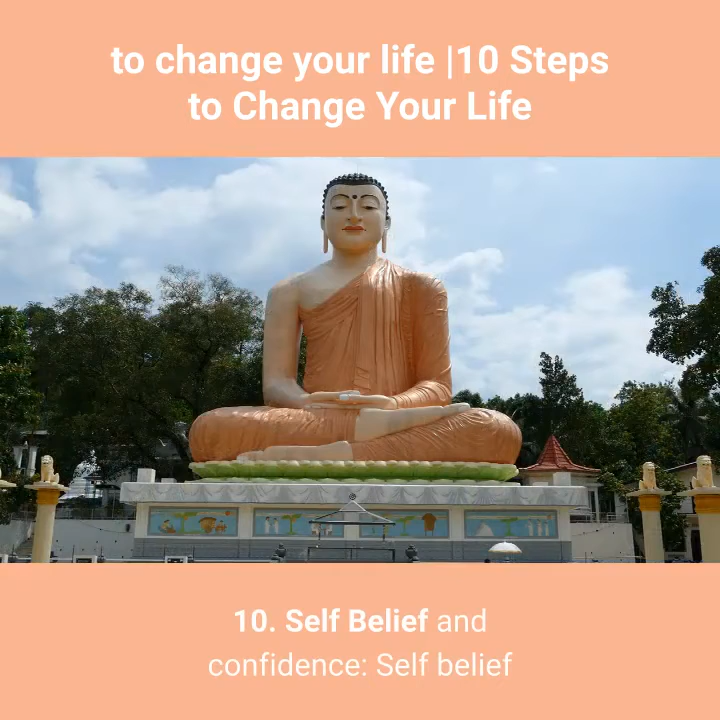 to change your life |10 Steps
to Change Your Life
10. Self Belief and
confidence: Self belief